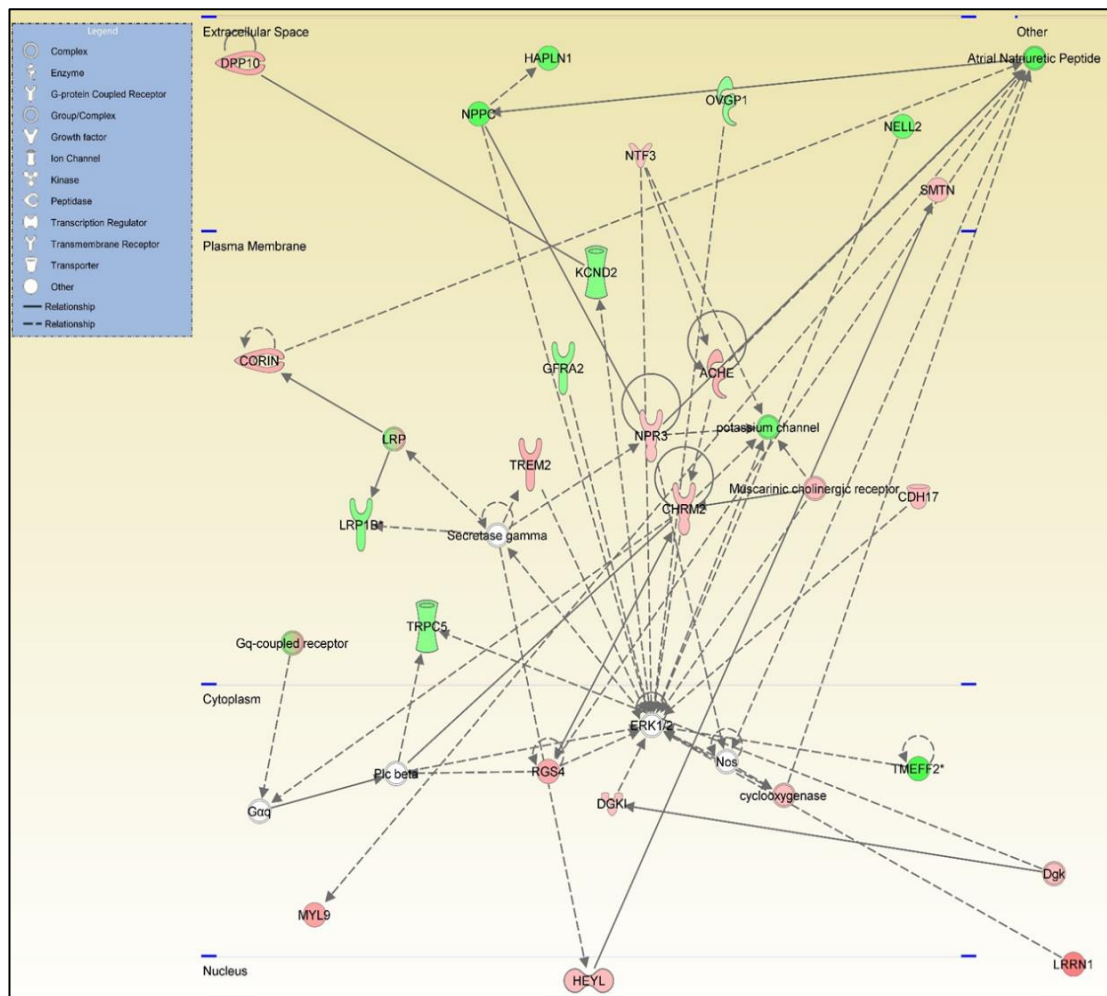 Legend
Complex
Enzyme
G-protein Coupled Receptor
Group/Complex
Growth factor
Ion Channel
Kinase
Peptidase
Transcription Regulator
Transmembrane Receptor
Transporter
Other
Relationship
Relationship
Extracellular Space
Other
DPP10
HAPLN1
Atrial Natriuretic Peptide
NPPC
OVGP1
NELL2
NTF3
SMTN
Plasma Membrane
KCND2
CORIN
GFRA2
ACHE
LRP
NPR3
potassium channel
TREM2
Muscarinic cholinergic receptor
CDH17
CHRM2
LRP1B*
Secretase gamma
TRPC5
Gq-coupled receptor
Cytoplasm
ERK1/2
Plc beta
RGS4
Nos
TMEFF2*
Gαq
DGKI
cyclooxygenase
Dgk
MYL9
Nucleus
HEYL
LRRN1